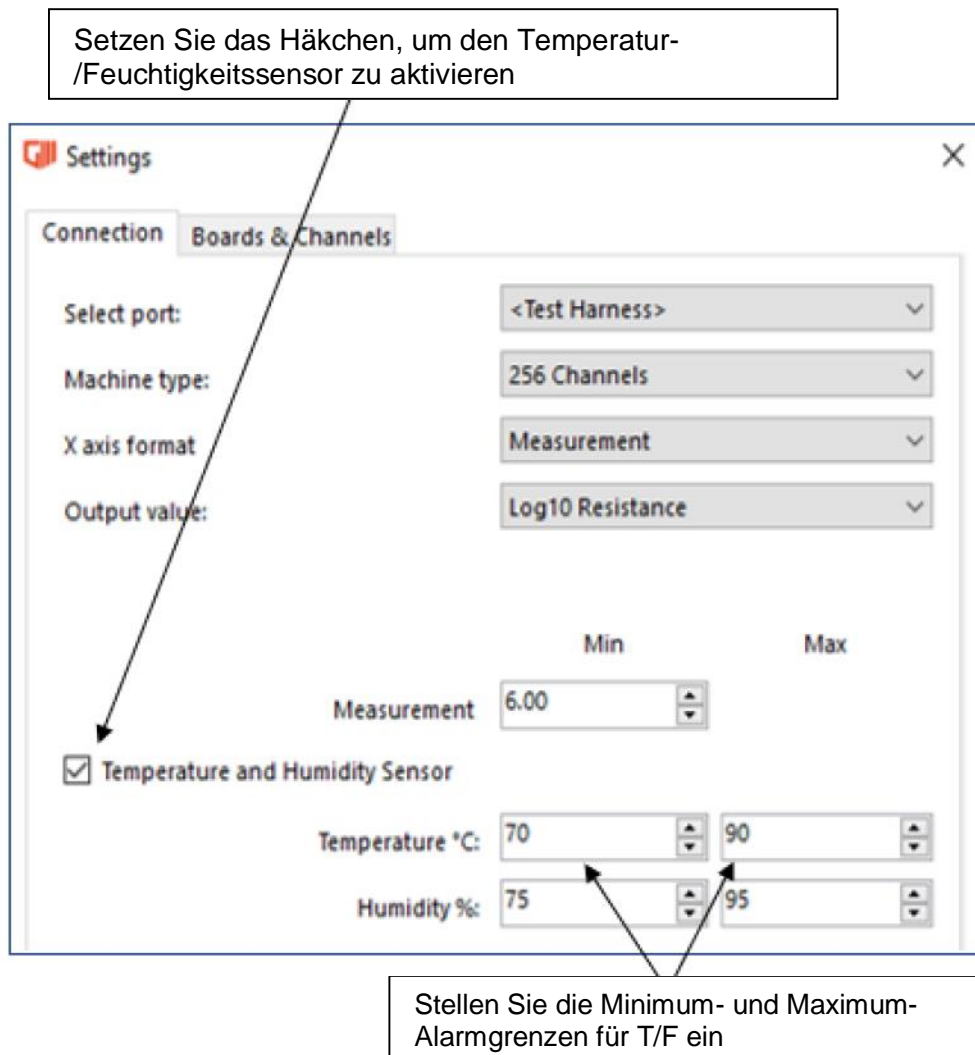 Setzen Sie das Häkchen, um den Temperatur-
/Feuchtigkeitssensor zu aktivieren
Settings
Connection Boards & Channels
Select port: <Test Harness>
Machine type: 256 Channels
X axis format Measurement
Output value: Log10 Resistance
Min Max
Measurement 6.00
Temperature and Humidity Sensor
Temperature °C: 70 90
Humidity %: 75 95
Stellen Sie die Minimum- und Maximum-
Alarmgrenzen für T/F ein